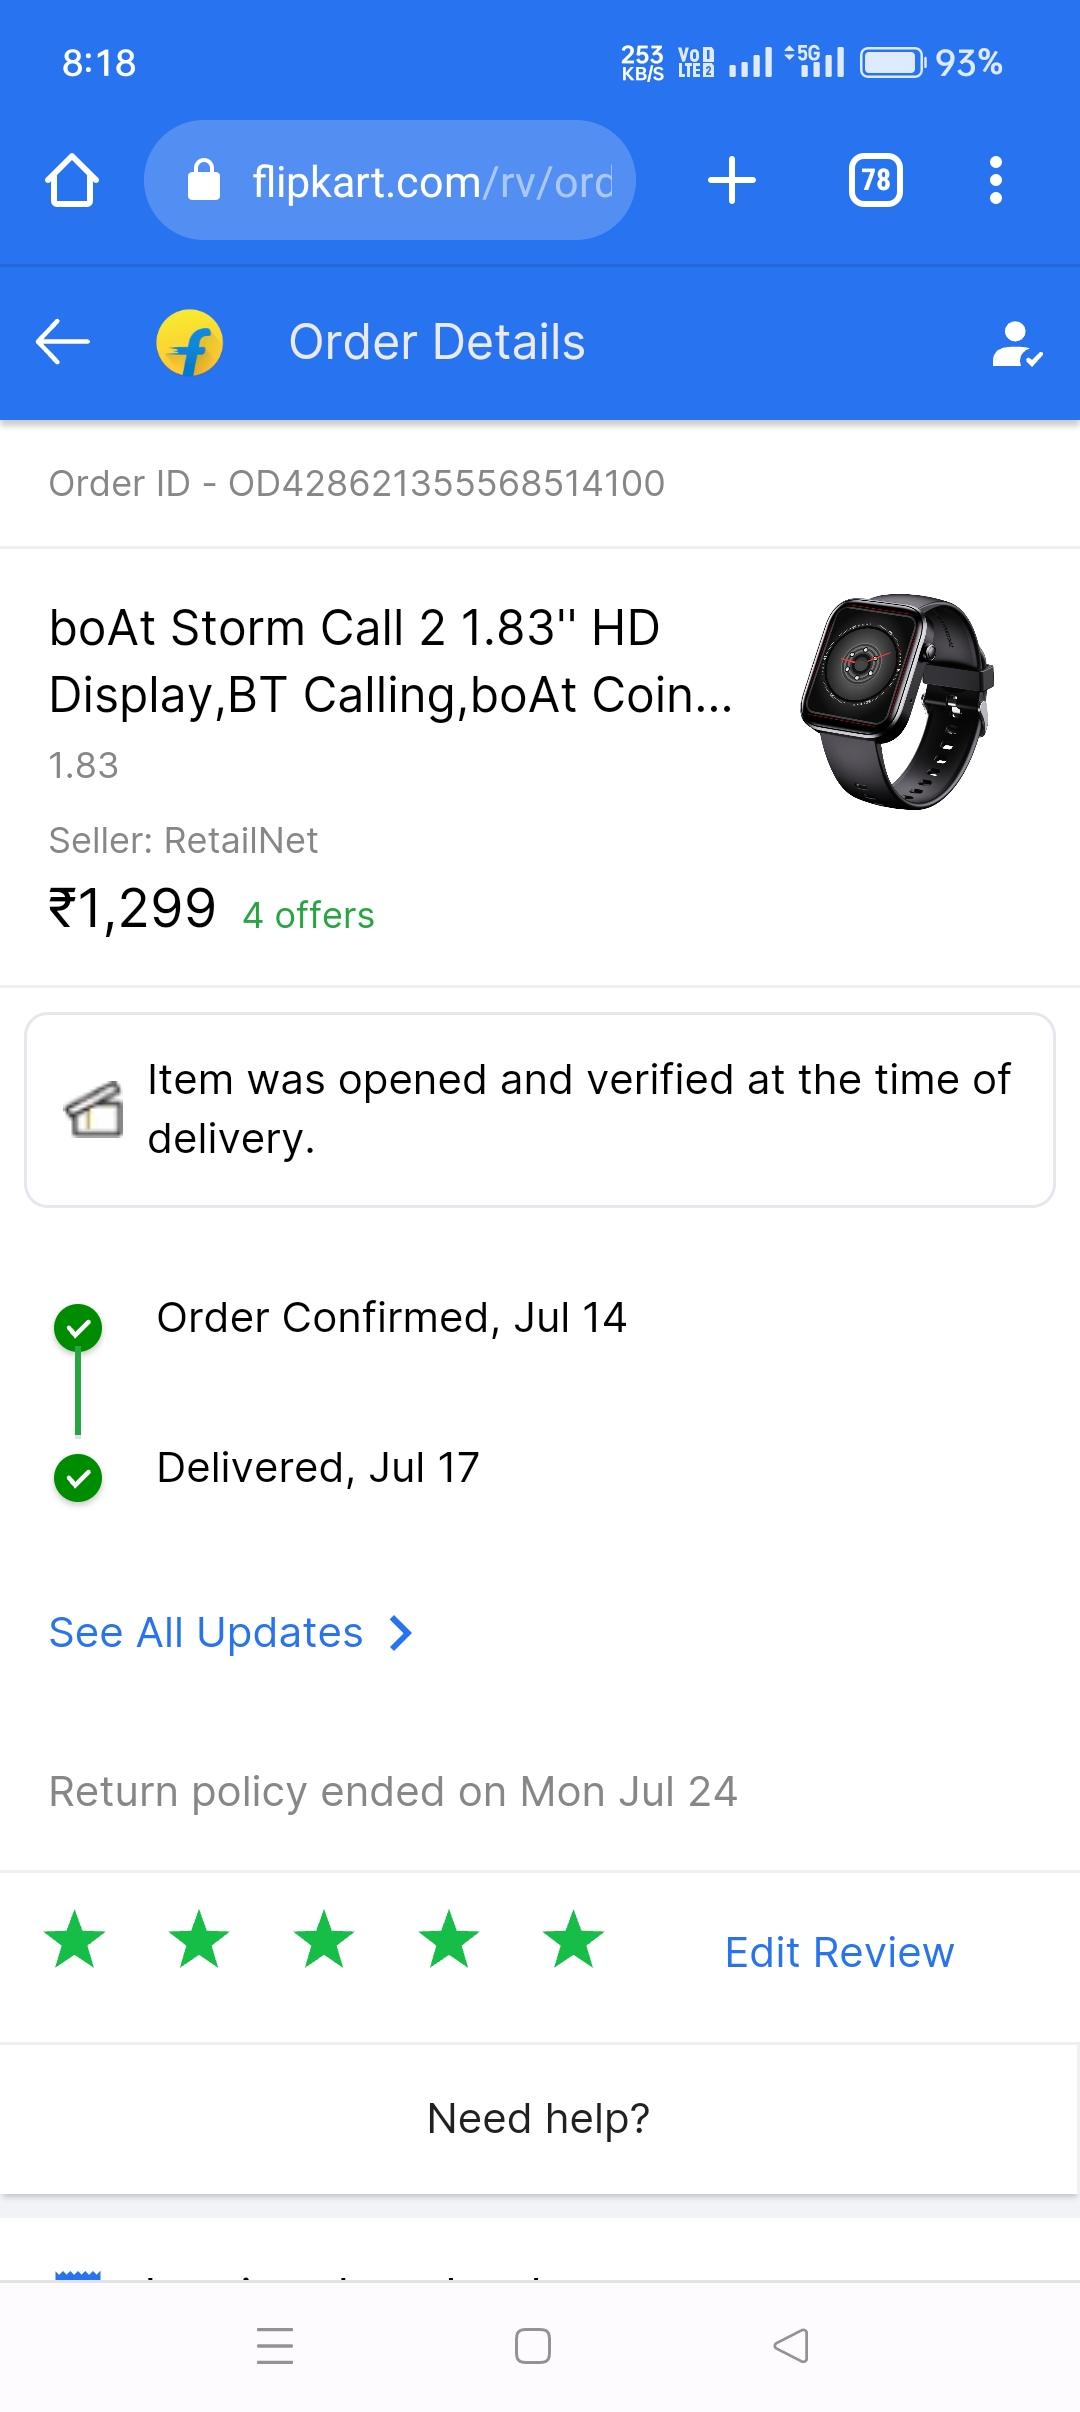 8:18
253 KB/S
VoLTE 1 2
5G
93%
flipkart.com/rv/ord
78
Order Details
Order ID - OD428621355568514100
boAt Storm Call 2 1.83'' HD
Display,BT Calling,boAt Coin...
1.83
Seller: RetailNet
₹1,299 4 offers
Item was opened and verified at the time of
delivery.
Order Confirmed, Jul 14
Delivered, Jul 17
See All Updates
Return policy ended on Mon Jul 24
Edit Review
Need help?